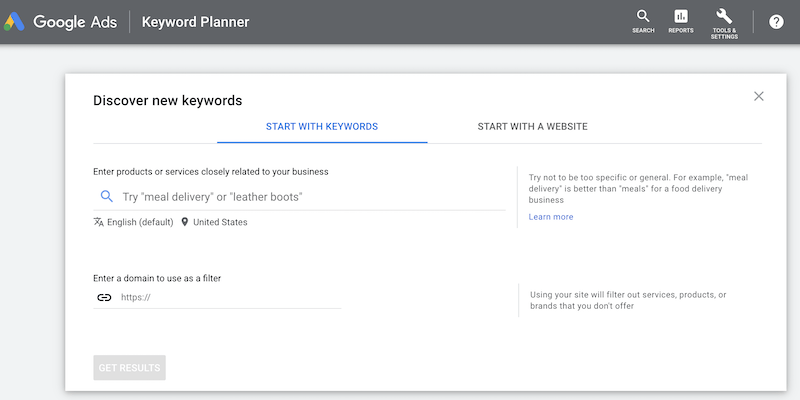 Google Ads
Keyword Planner
SEARCH
REPORTS
TOOLS &
SETTINGS
?
Discover new keywords
START WITH KEYWORDS
START WITH A WEBSITE
Enter products or services closely related to your business
Try "meal delivery" or "leather boots"
English (default)
United States
Try not to be too specific or general. For example, "meal
delivery" is better than "meals" for a food delivery
business
Learn more
Enter a domain to use as a filter
https://
Using your site will filter out services, products, or
brands that you don't offer
GET RESULTS